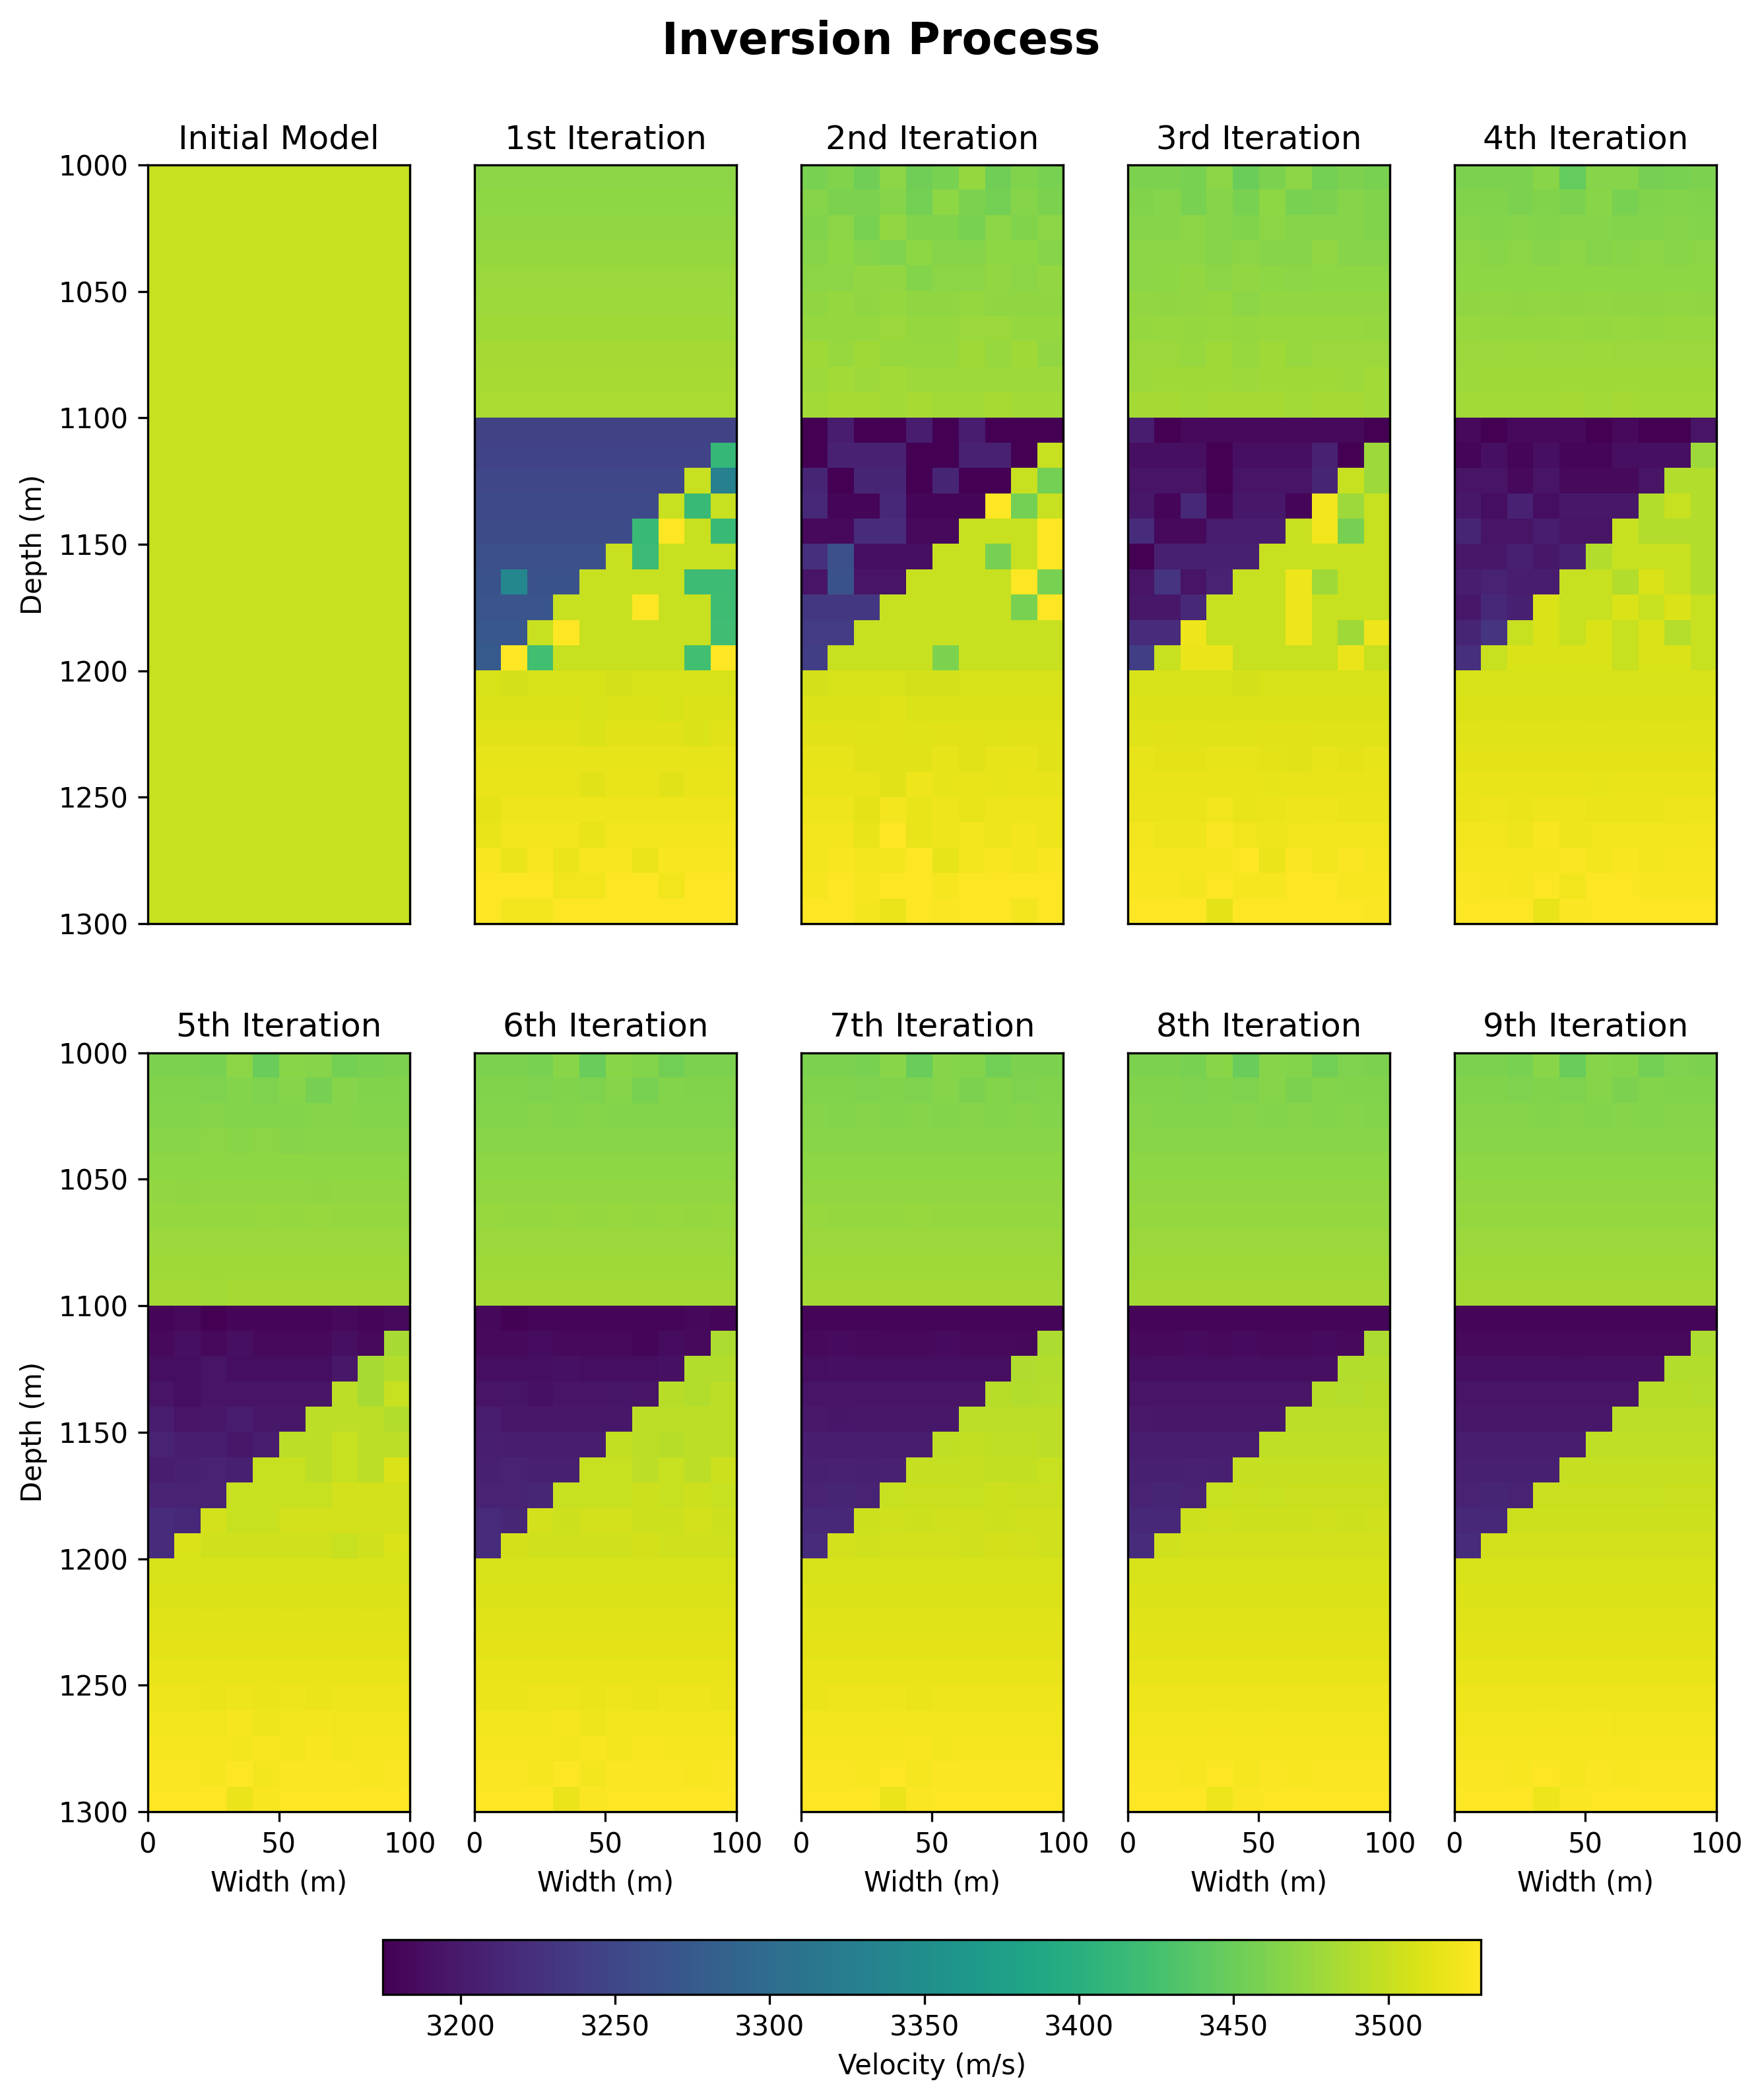 Inversion Process
Initial Model 1st Iteration 2nd Iteration 3rd Iteration 4th Iteration
1000
1050
1100
1150
1200
1250
1300
Depth (m)
5th Iteration 6th Iteration 7th Iteration 8th Iteration 9th Iteration
1000
1050
1100
1150
1200
1250
1300
Depth (m)
0 50 100 0 50 100 0 50 100 0 50 100 0 50 100
Width (m) Width (m) Width (m) Width (m) Width (m)
3200 3250 3300 3350 3400 3450 3500
Velocity (m/s)